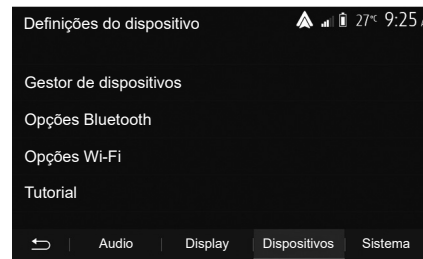 Definições do dispositivo
27°C 9:25
Gestor de dispositivos
Opções Bluetooth
Opções Wi-Fi
Tutorial
Audio Display Dispositivos Sistema